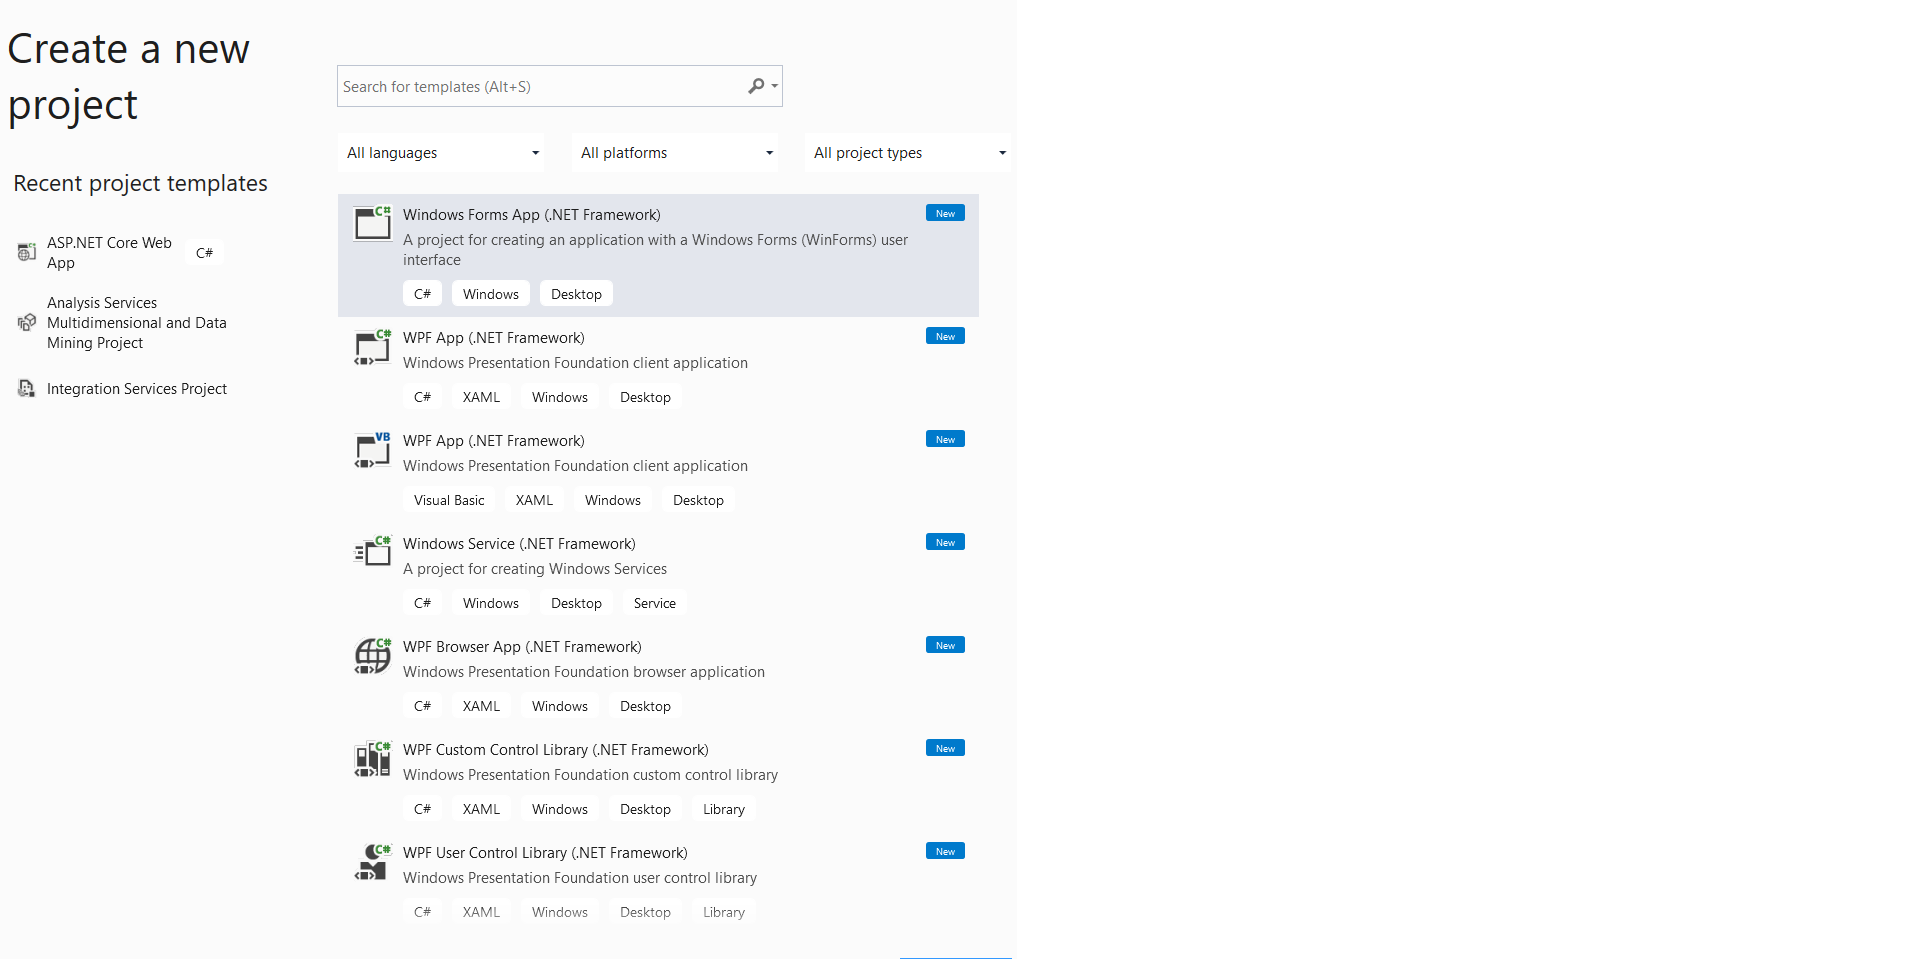 Create a new
project
Recent project templates
ASP.NET Core Web
App
C#
Analysis Services
Multidimensional and Data
Mining Project
Integration Services Project
Search for templates (Alt+S)
All languages
All platforms
All project types
C#
Windows Forms App (.NET Framework)
New
A project for creating an application with a Windows Forms (WinForms) user
interface
C# Windows Desktop
C#
WPF App (.NET Framework)
New
Windows Presentation Foundation client application
C# XAML Windows Desktop
VB
WPF App (.NET Framework)
New
Windows Presentation Foundation client application
Visual Basic XAML Windows Desktop
C#
Windows Service (.NET Framework)
New
A project for creating Windows Services
C# Windows Desktop Service
C#
WPF Browser App (.NET Framework)
New
Windows Presentation Foundation browser application
C# XAML Windows Desktop
C#
WPF Custom Control Library (.NET Framework)
New
Windows Presentation Foundation custom control library
C# XAML Windows Desktop Library
C#
WPF User Control Library (.NET Framework)
New
Windows Presentation Foundation user control library
C# XAML Windows Desktop Library